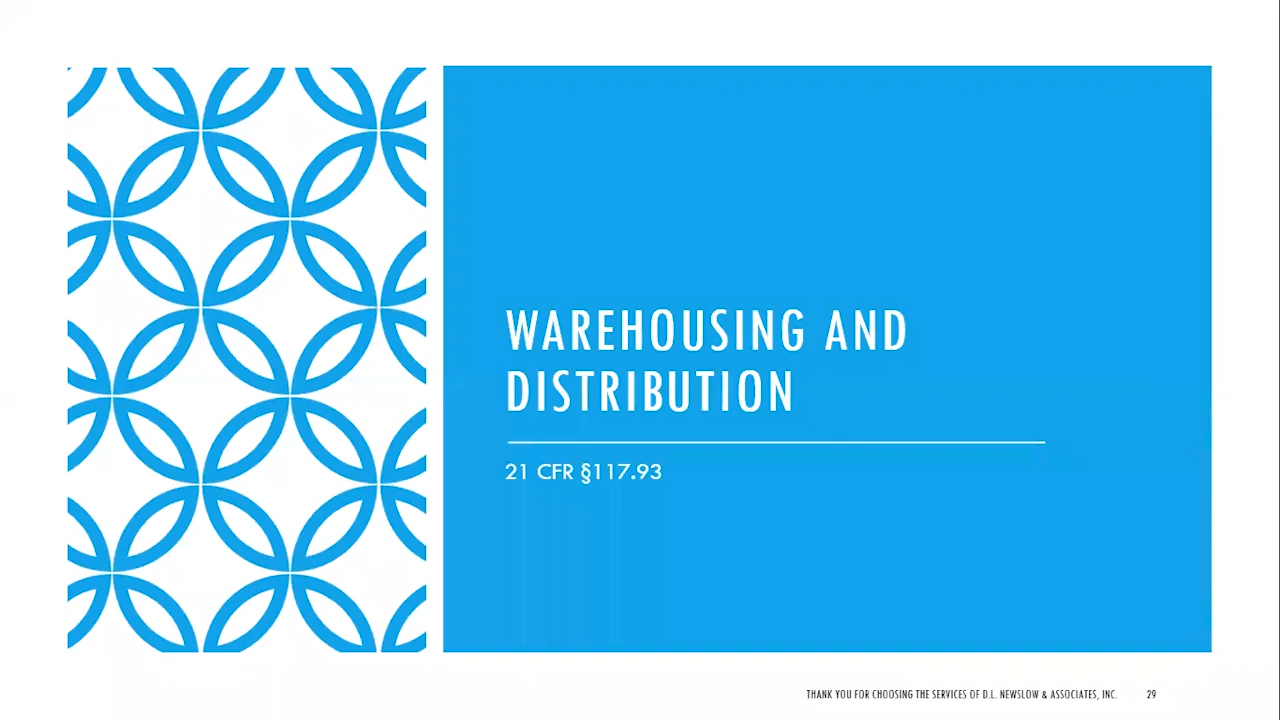 WAREHOUSING AND
DISTRIBUTION
21 CFR §117.93
THANK YOU FOR CHOOSING THE SERVICES OF D.L. NEWSLOW & ASSOCIATES, INC. 29